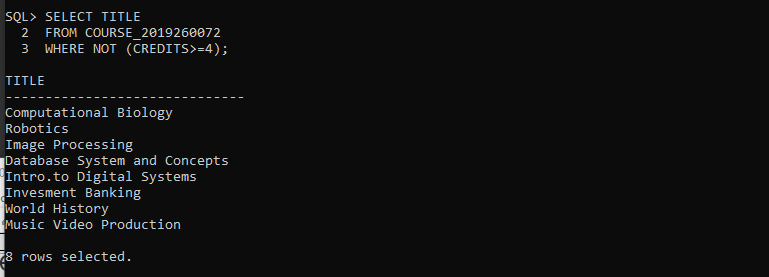 SQL> SELECT TITLE
2 FROM COURSE_2019260072
3 WHERE NOT (CREDITS>=4);
TITLE
------------------------------
Computational Biology
Robotics
Image Processing
Database System and Concepts
Intro.to Digital Systems
Invesment Banking
World History
Music Video Production
8 rows selected.